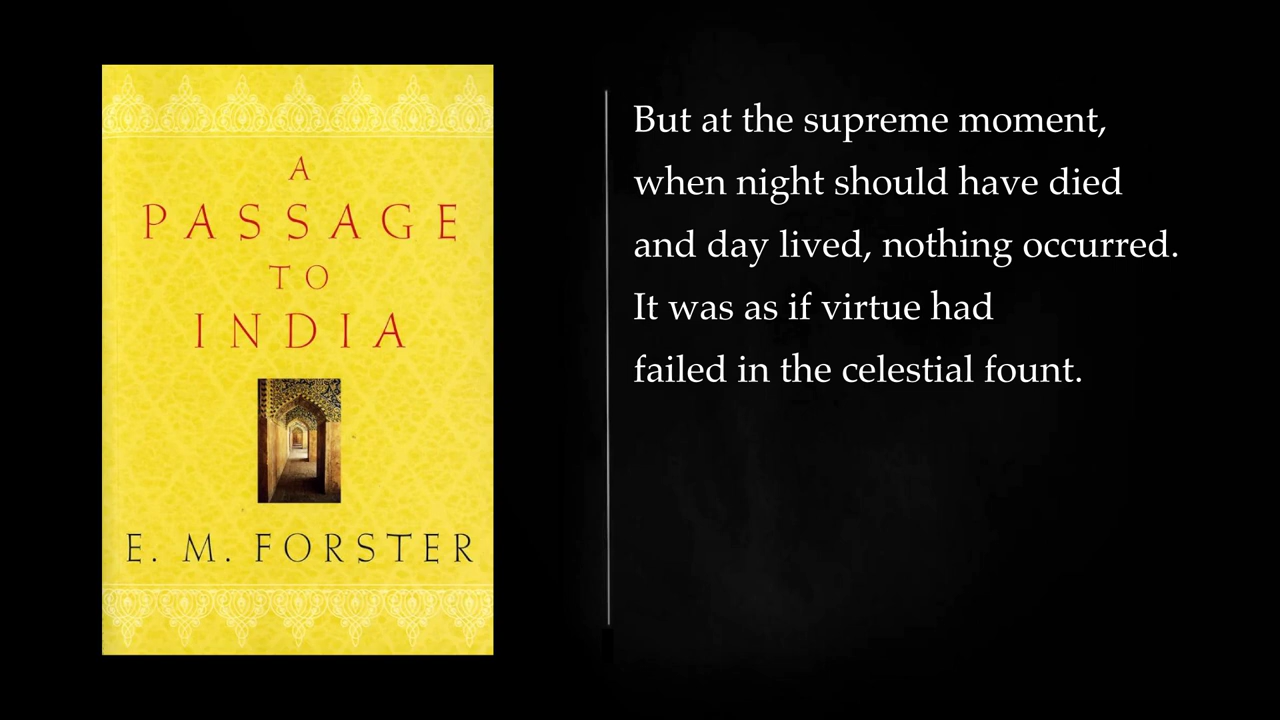 A
PASSAGE
TO
INDIA
E. M. FORSTER
But at the supreme moment,
when night should have died
and day lived, nothing occurred.
It was as if virtue had
failed in the celestial fount.